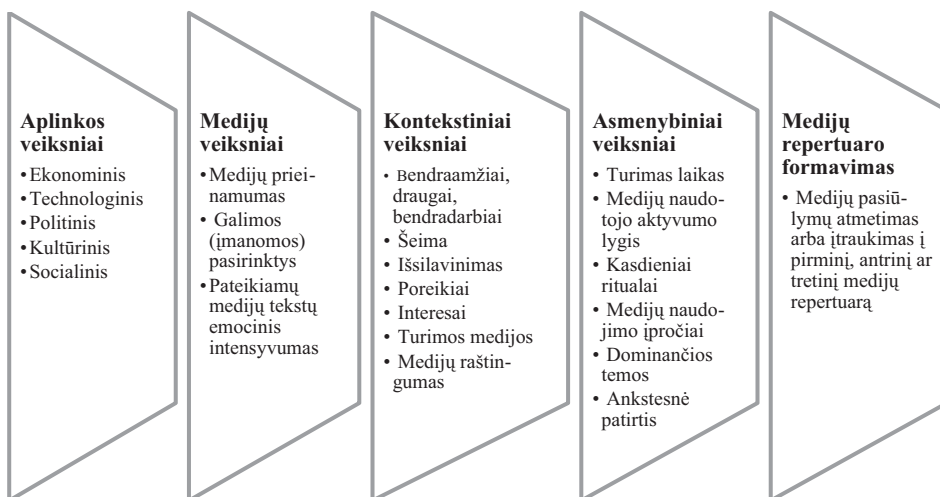 Aplinkos
veiksniai
•Ekonominis
•Technologinis
•Politinis
•Kultūrinis
•Socialinis
Medijų
veiksniai
•Medijų priei-
namumas
• Galimos
(įmanomos)
pasirinktys
•Pateikiamų
medijų tekstų
emocinis
intensyvumas
Kontekstiniai
veiksniai
• Bendraamžiai,
draugai,
bendradarbiai
• Šeima
• Išsilavinimas
• Poreikiai
• Interesai
• Turimos medijos
• Medijų raštin-
gumas
Asmenybiniai
veiksniai
• Turimas laikas
• Medijų naudo-
tojo aktyvumo
lygis
• Kasdieniai
ritualai
• Medijų naudo-
jimo įpročiai
• Dominančios
temos
• Ankstesnė
patirtis
Medijų
repertuaro
formavimas
• Medijų pasiū-
lymų atmetimas
arba įtraukimas į
pirminį, antrinį ar
tretinį medijų
repertuarą